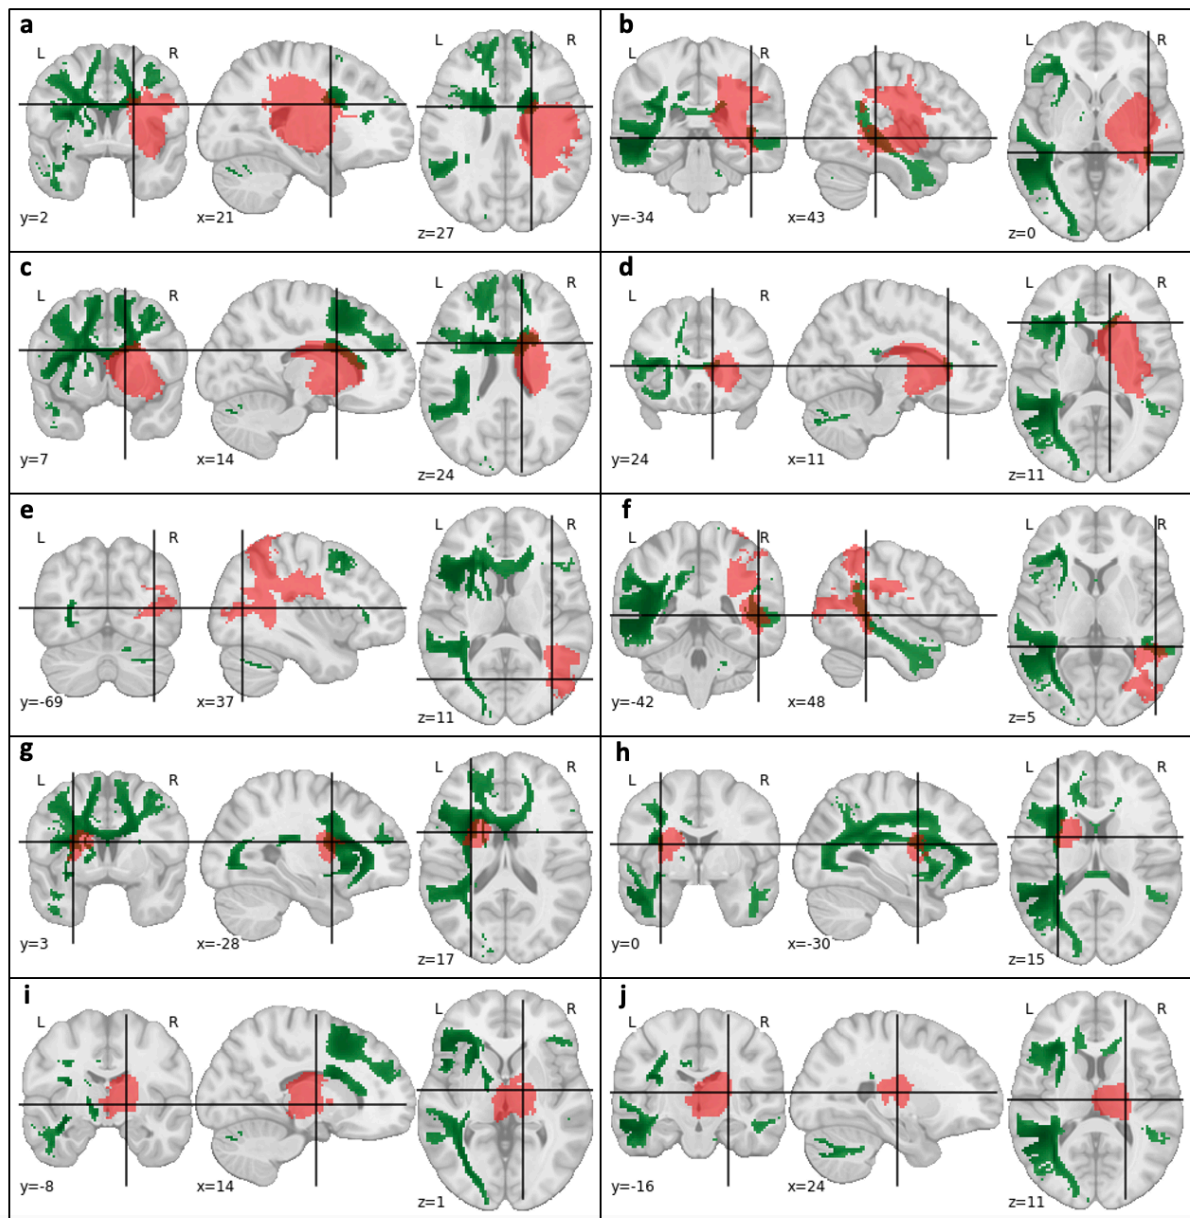 a
L R
L R
y=2 x=21 z=27
b
L R
L R
y=-34 x=43 z=0
c
L R
L R
y=7 x=14 z=24
d
L R
L R
y=24 x=11 z=11
e
L R
L R
y=-69 x=37 z=11
f
L R
L R
y=-42 x=48 z=5
g
L R
L R
y=3 x=-28 z=17
h
L R
L R
y=0 x=-30 z=15
i
L R
L R
y=-8 x=14 z=1
j
L R
L R
y=-16 x=24 z=11